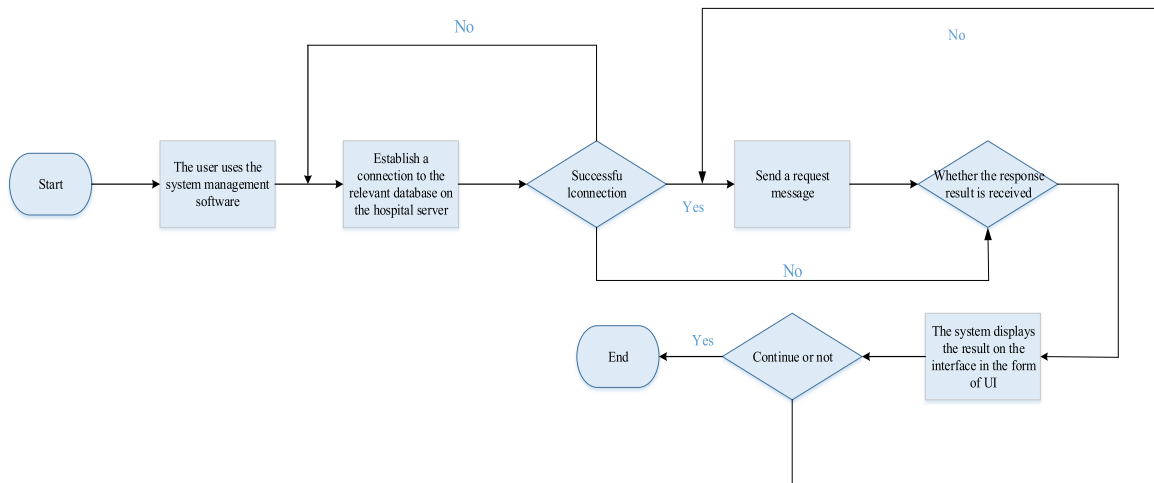 No
No
Start
The user uses the
system management
software
Establish a
connection to the
relevant database on
the hospital server
Successfu
lconnection
Yes
Send a request
message
Whether the response
result is received
No
End
Yes
Continue or not
The system displays
the result on the
interface in the form
of UI